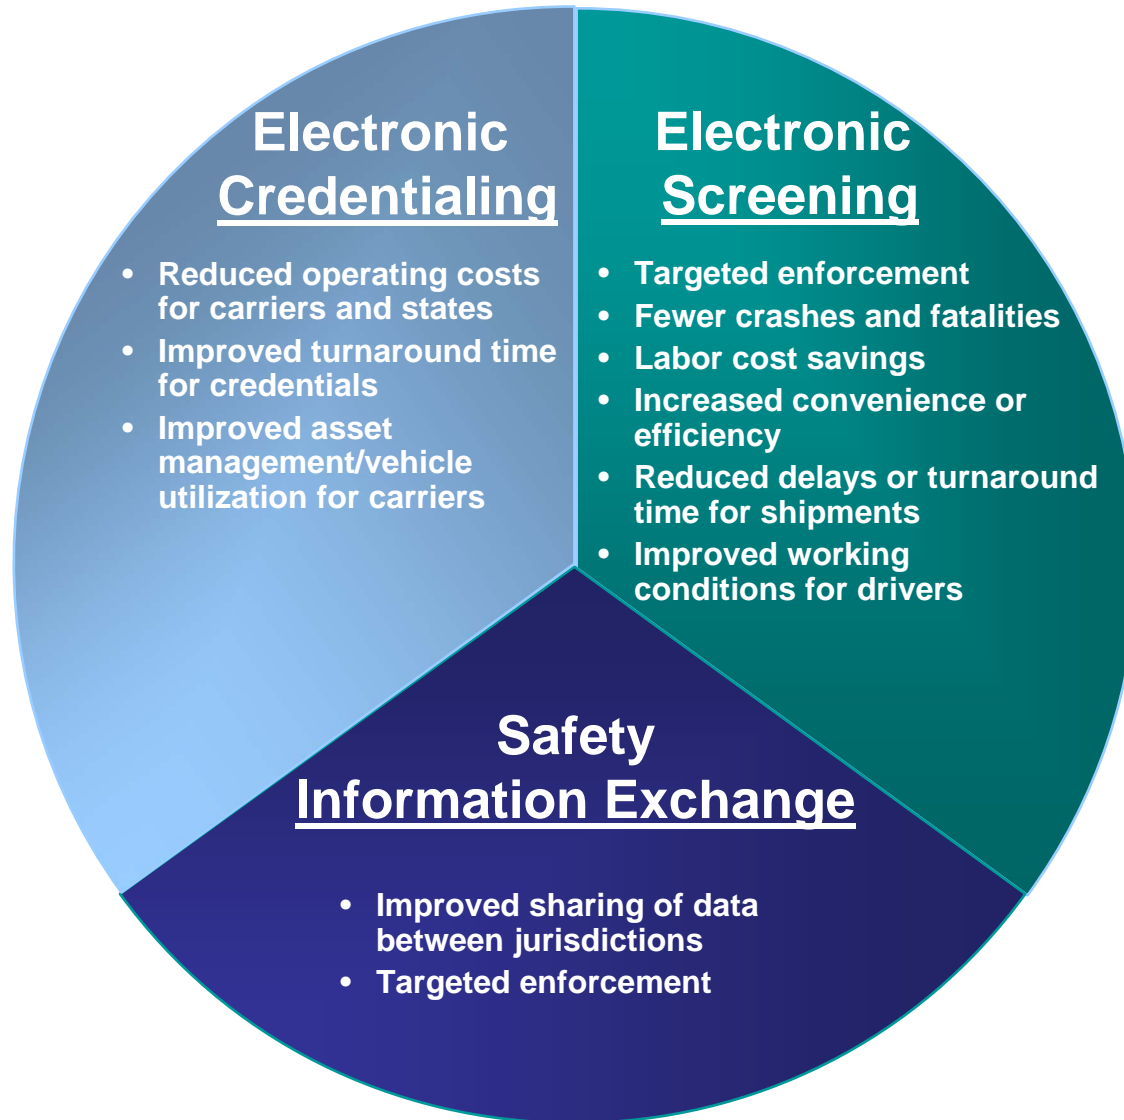 Electronic
Credentialing
• Reduced operating costs
for carriers and states
• Improved turnaround time
for credentials
• Improved asset
management/vehicle
utilization for carriers
Electronic
Screening
• Targeted enforcement
• Fewer crashes and fatalities
• Labor cost savings
• Increased convenience or
efficiency
• Reduced delays or turnaround
time for shipments
• Improved working
conditions for drivers
Safety
Information Exchange
• Improved sharing of data
between jurisdictions
• Targeted enforcement